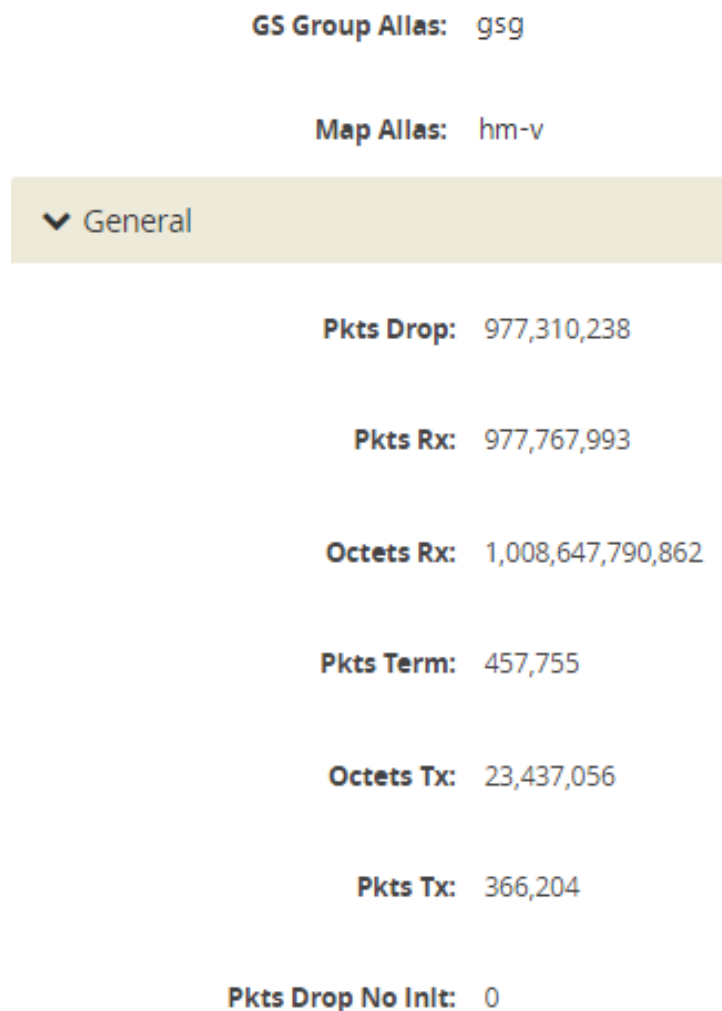 GS Group Alias: gsg
Map Alias: hm-v
General
Pkts Drop: 977,310,238
Pkts Rx: 977,767,993
Octets Rx: 1,008,647,790,862
Pkts Term: 457,755
Octets Tx: 23,437,056
Pkts Tx: 366,204
Pkts Drop No Init: 0